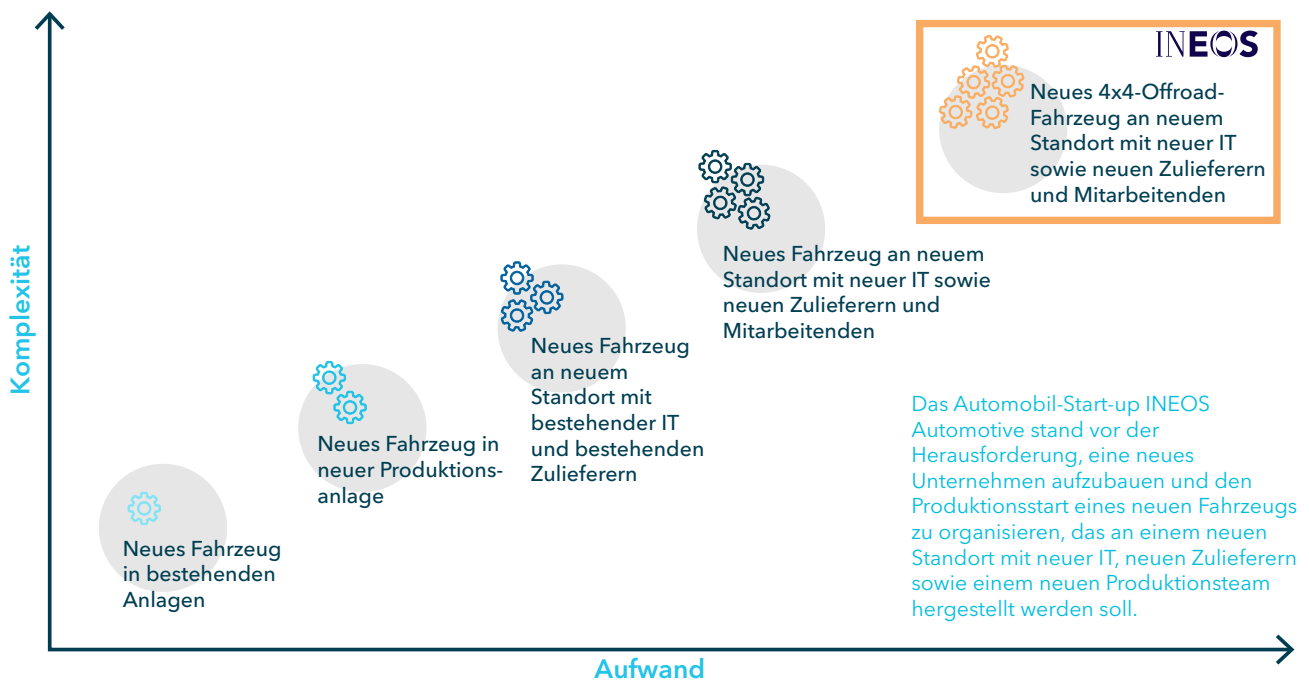 INEOS
Neues 4x4-Offroad-
Fahrzeug an neuem
Standort mit neuer IT
sowie neuen Zulieferern
und Mitarbeitenden
Neues Fahrzeug an neuem
Standort mit neuer IT sowie
neuen Zulieferern und
Mitarbeitenden
Neues Fahrzeug
an neuem
Standort mit
bestehender IT
und bestehenden
Zulieferern
Neues Fahrzeug in
neuer Produktions-
anlage
Neues Fahrzeug
in bestehenden
Anlagen
Das Automobil-Start-up INEOS
Automotive stand vor der
Herausforderung, eine neues
Unternehmen aufzubauen und den
Produktionsstart eines neuen Fahrzeugs
zu organisieren, das an einem neuen
Standort mit neuer IT, neuen Zulieferern
sowie einem neuen Produktionsteam
hergestellt werden soll.
Komplexität
Aufwand